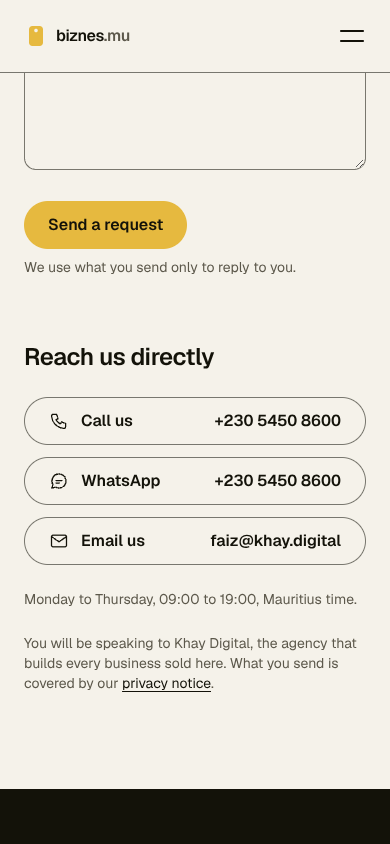 biznes.mu
Send a request
We use what you send only to reply to you.
Reach us directly
Call us +230 5450 8600
WhatsApp +230 5450 8600
Email us faiz@khay.digital
Monday to Thursday, 09:00 to 19:00, Mauritius time.
You will be speaking to Khay Digital, the agency that
builds every business sold here. What you send is
covered by our privacy notice.